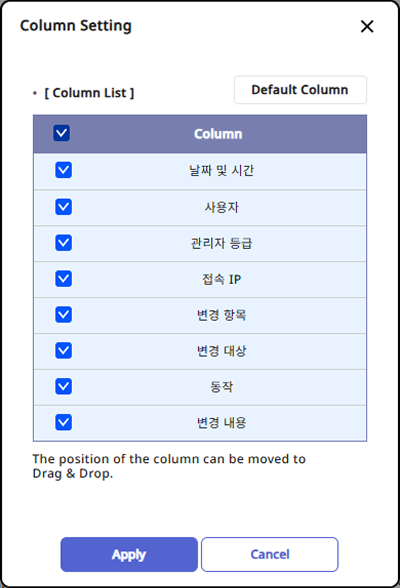 Column Setting
• [ Column List ]
Default Column
Column
날짜 및 시간
사용자
관리자 등급
접속 IP
변경 항목
변경 대상
동작
변경 내용
The position of the column can be moved to
Drag & Drop.
Apply
Cancel